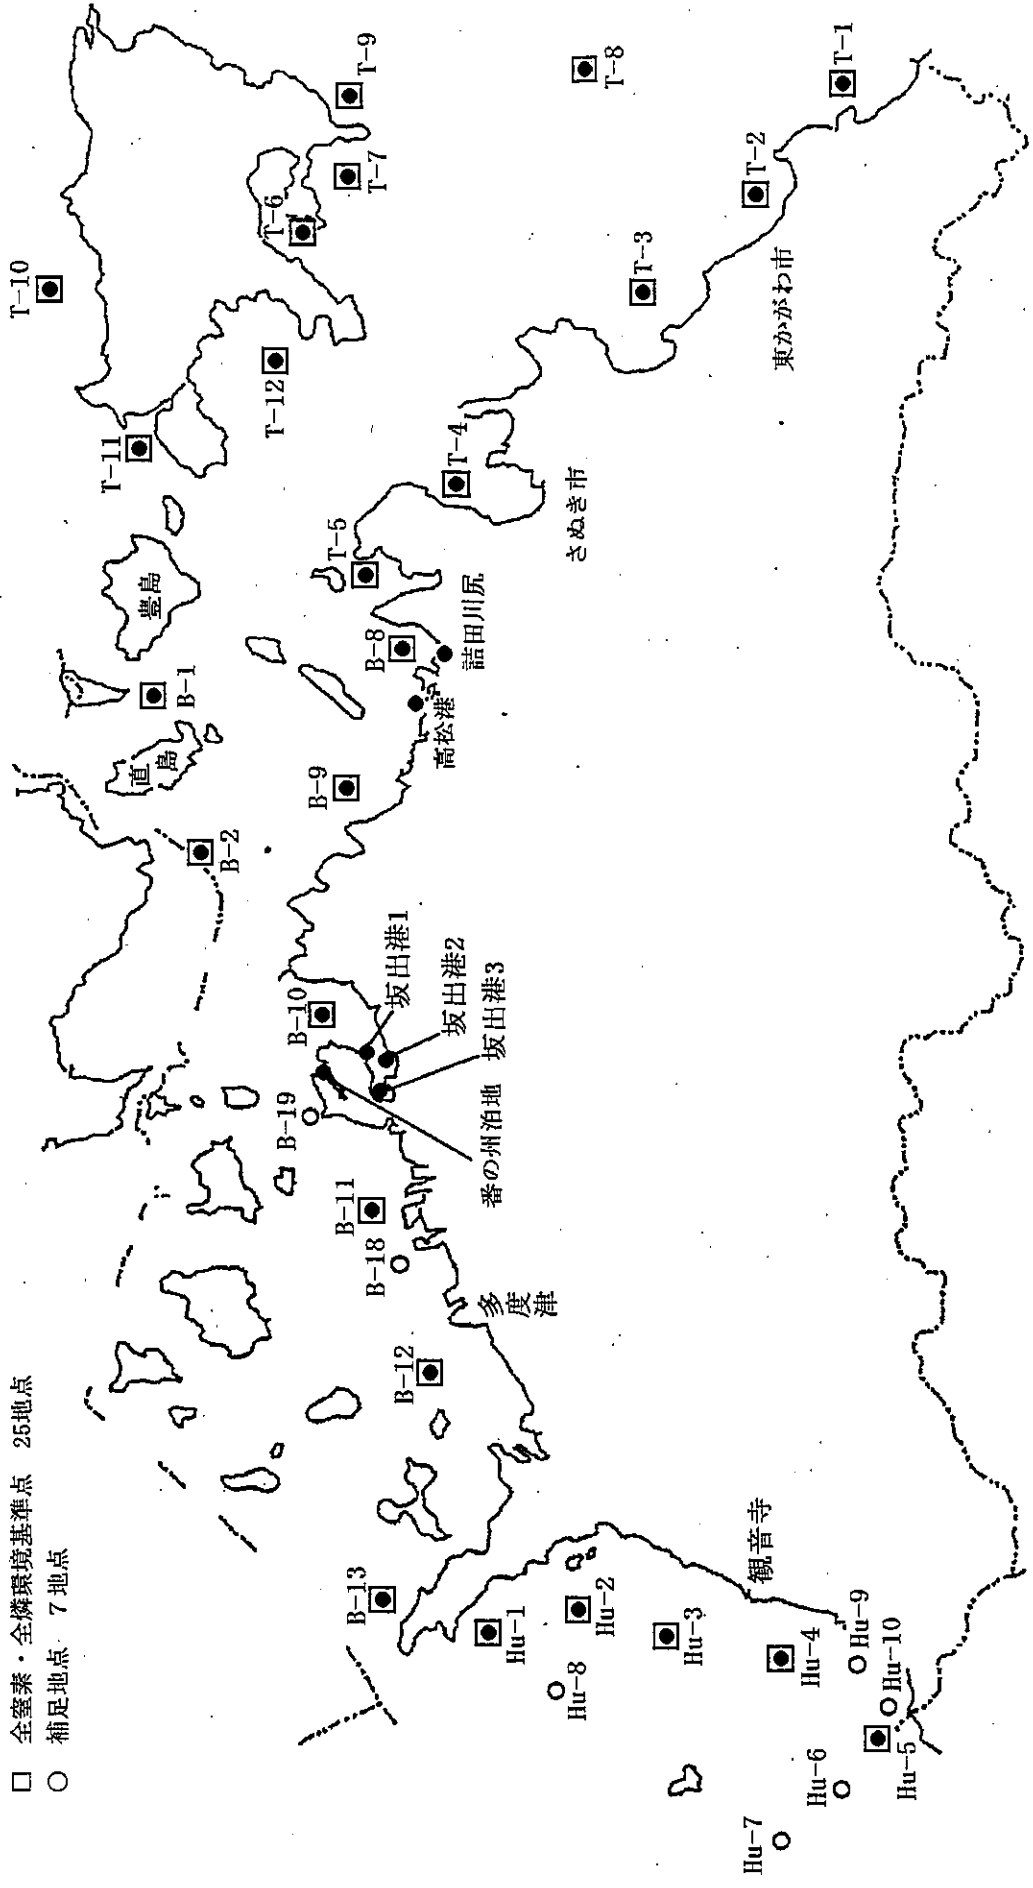 □ 全窒素・全燐環境基準点 25地点
○ 補足地点 7地点
T-10
T-11
T-12
T-6
T-7
T-9
T-8
T-1
T-2
T-3
T-4
T-5
東かがわ市
さぬき市
豊島
直島
B-1
B-2
B-8
詰田川尻
高松港
B-9
B-10
坂出港1
坂出港2
坂出港3
番の州泊地
B-19
B-11
B-18
多度津
B-12
B-13
Hu-1
Hu-2
Hu-8
Hu-3
観音寺
Hu-4
Hu-9
Hu-10
Hu-5
Hu-6
Hu-7